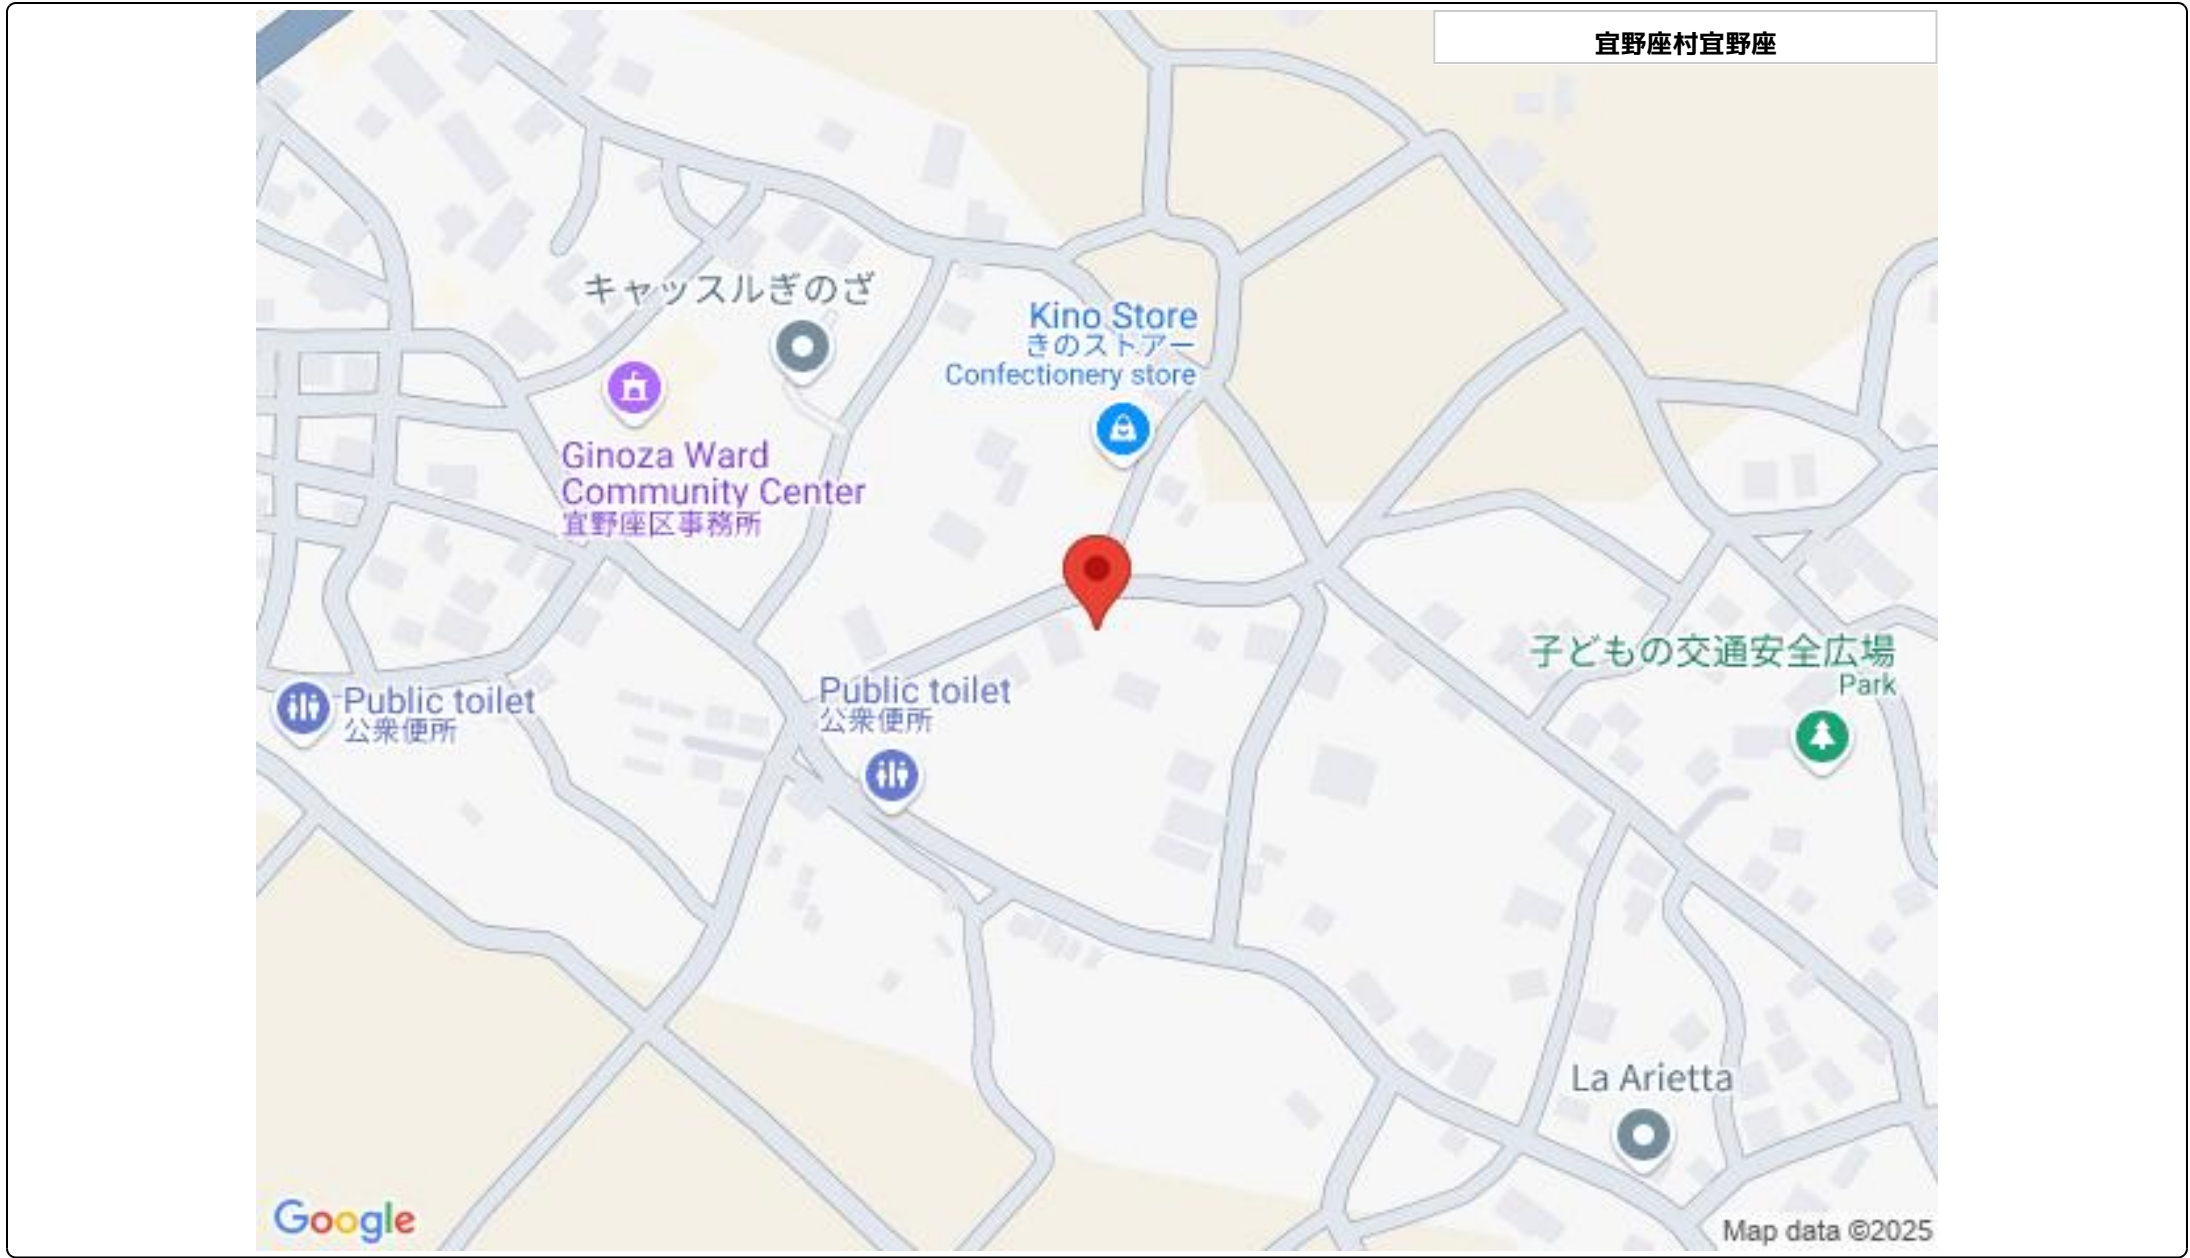 宜野座村宜野座
キャッスルぎのざ
Kino Store
きのストアー
Confectionery store
Ginoza Ward
Community Center
宜野座区事務所
子どもの交通安全広場
Park
Public toilet
公衆便所
Public toilet
公衆便所
La Arietta
Google
Map data ©2025